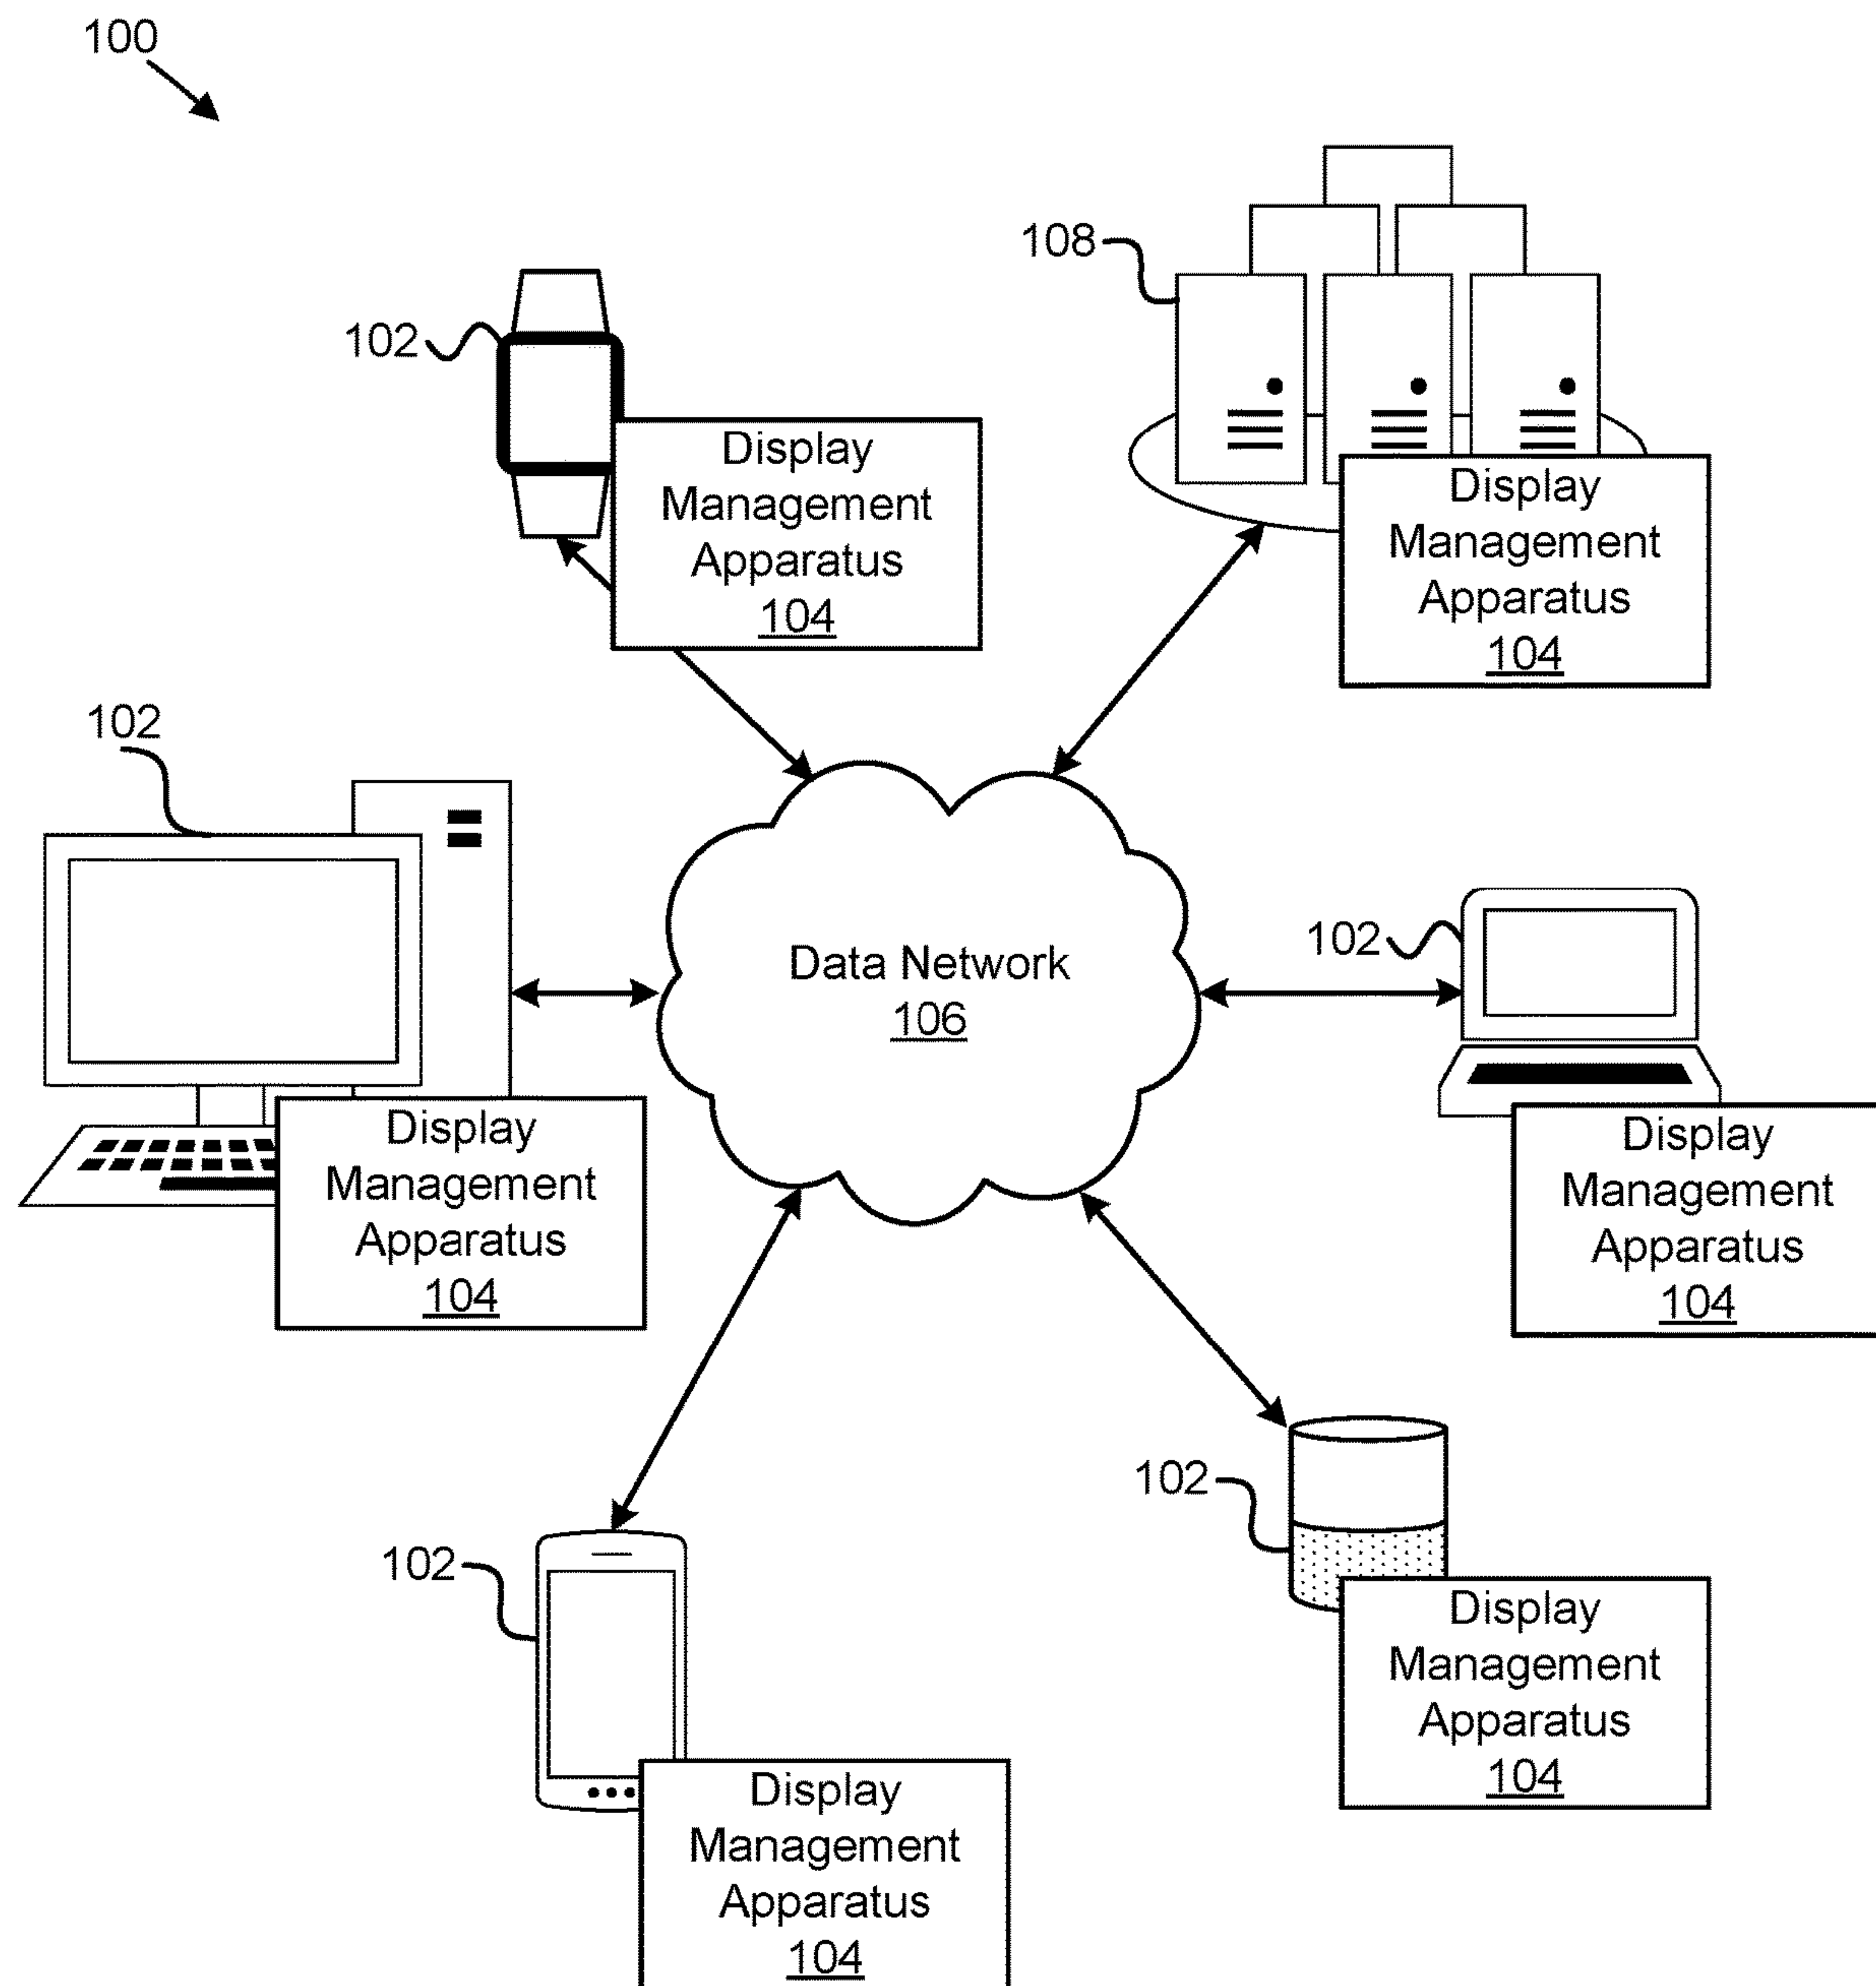 100
108
102
Display
Management
Apparatus
104
Display
Management
Apparatus
104
102
Data Network
106
102
Display
Management
Apparatus
104
Display
Management
Apparatus
104
102
102
Display
Management
Apparatus
104
Display
Management
Apparatus
104